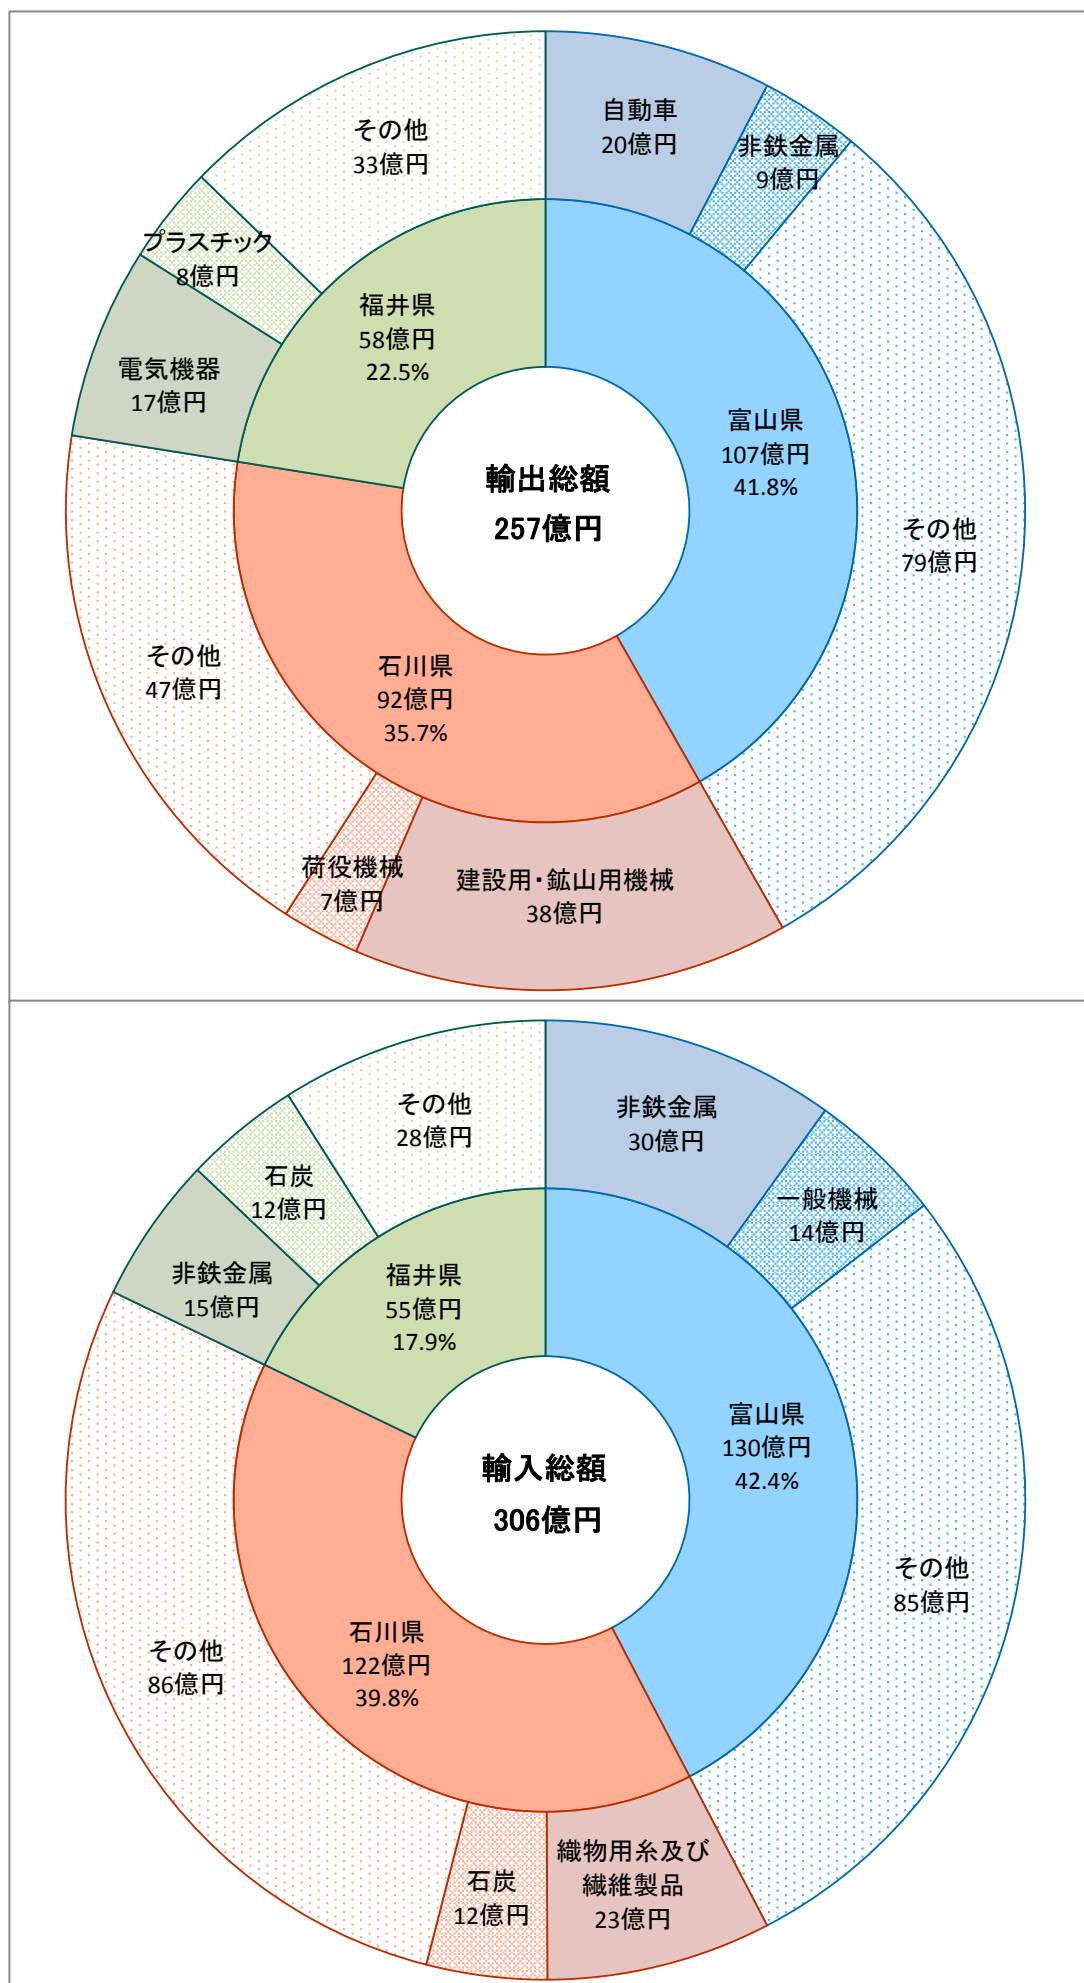 自動車
20億円
非鉄金属
9億円
その他
79億円
富山県
107億円
41.8%
輸出総額
257億円
石川県
92億円
35.7%
建設用・鉱山用機械
38億円
荷役機械
7億円
その他
47億円
福井県
58億円
22.5%
電気機器
17億円
プラスチック
8億円
その他
33億円
非鉄金属
30億円
一般機械
14億円
その他
85億円
富山県
130億円
42.4%
輸入総額
306億円
石川県
122億円
39.8%
織物用糸及び
繊維製品
23億円
石炭
12億円
その他
86億円
福井県
55億円
17.9%
非鉄金属
15億円
石炭
12億円
その他
28億円